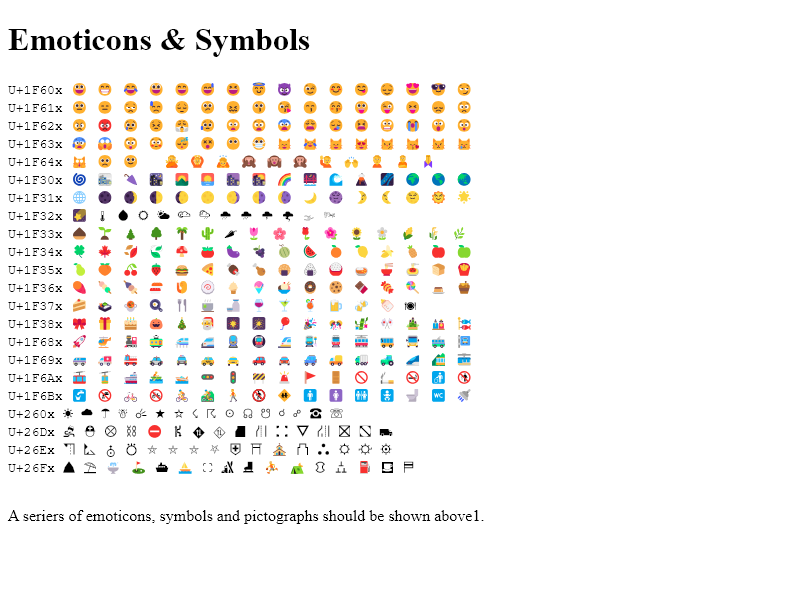 Emoticons & Symbols
U+1F60x
U+1F61x
U+1F62x
U+1F63x
U+1F64x
U+1F30x
U+1F31x
U+1F32x
U+1F33x
U+1F34x
U+1F35x
U+1F36x
U+1F37x
U+1F38x
U+1F68x
U+1F69x
U+1F6Ax
U+1F6Bx
U+260x
U+26Dx
U+26Ex
U+26Fx
A seriers of emoticons, symbols and pictographs should be shown above1.